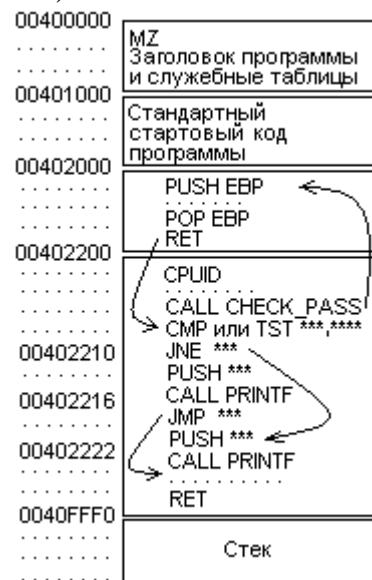 00400000
. . . . . . . .
MZ
Заголовок программы
. . . . . . . .
и служебные таблицы
00401000
. . . . . . . .
Стандартный
стартовый код
. . . . . . . .
программы
00402000
. . . . . . . . PUSH EBP
. . . . . . . . . . . . . . .
. . . . . . . . POP EBP
. . . . . . . . RET
00402200
. . . . . . . . CPUID
. . . . . . . . . . . . . . . .
. . . . . . . . CALL CHECK_PASS
. . . . . . . . CMP или TST ***,****
00402210 JNE ***
. . . . . . . . PUSH ***
00402216 CALL PRINTF
. . . . . . . . JMP ***
. . . . . . . . PUSH ***
00402222 CALL PRINTF
. . . . . . . . . . . . . . . . . .
. . . . . . . . RET
0040FFF0
. . . . . . . .
. . . . . . . . Стек
. . . . . . . .